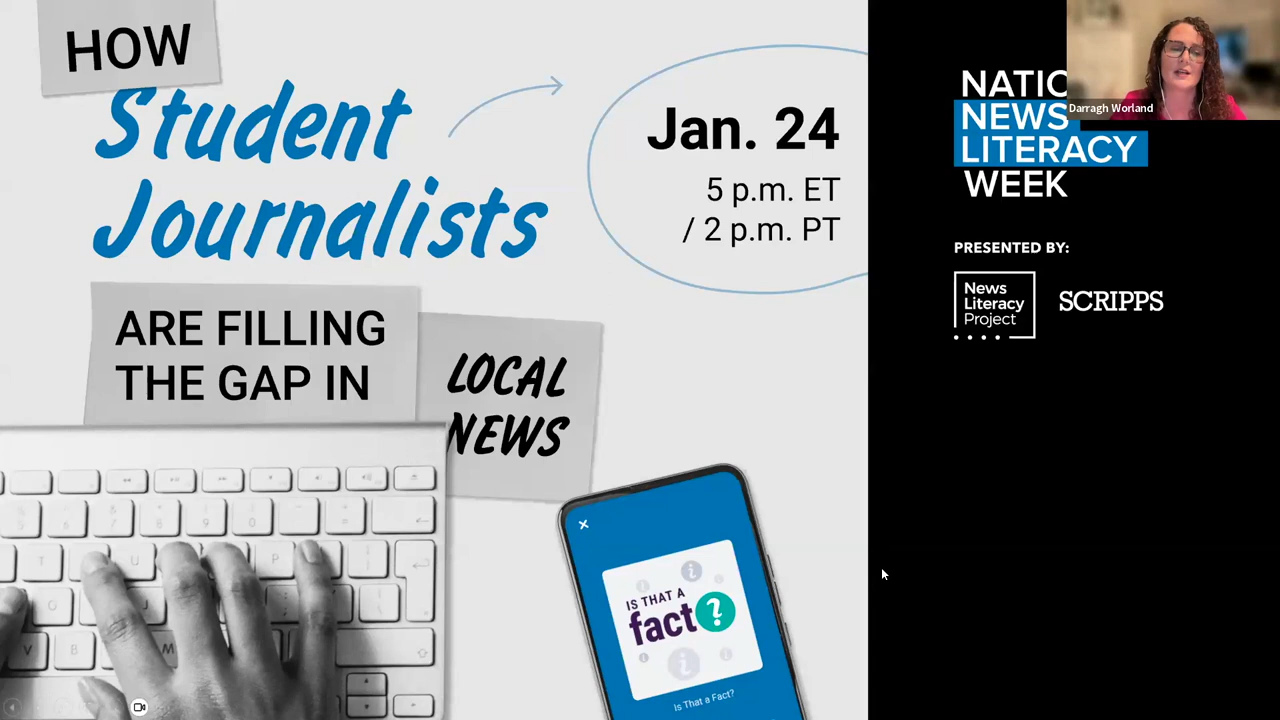 HOW
Student
Journalists
ARE FILLING
THE GAP IN
LOCAL
NEWS
Jan. 24
5 p.m. ET
/ 2 p.m. PT
NATIO
NEWS
LITERACY
WEEK
Darragh Worland
PRESENTED BY:
News
Literacy
Project
SCRIPPS
IS THAT A
fact?
Is That a Fact?
T
U
P
J
V
B
M